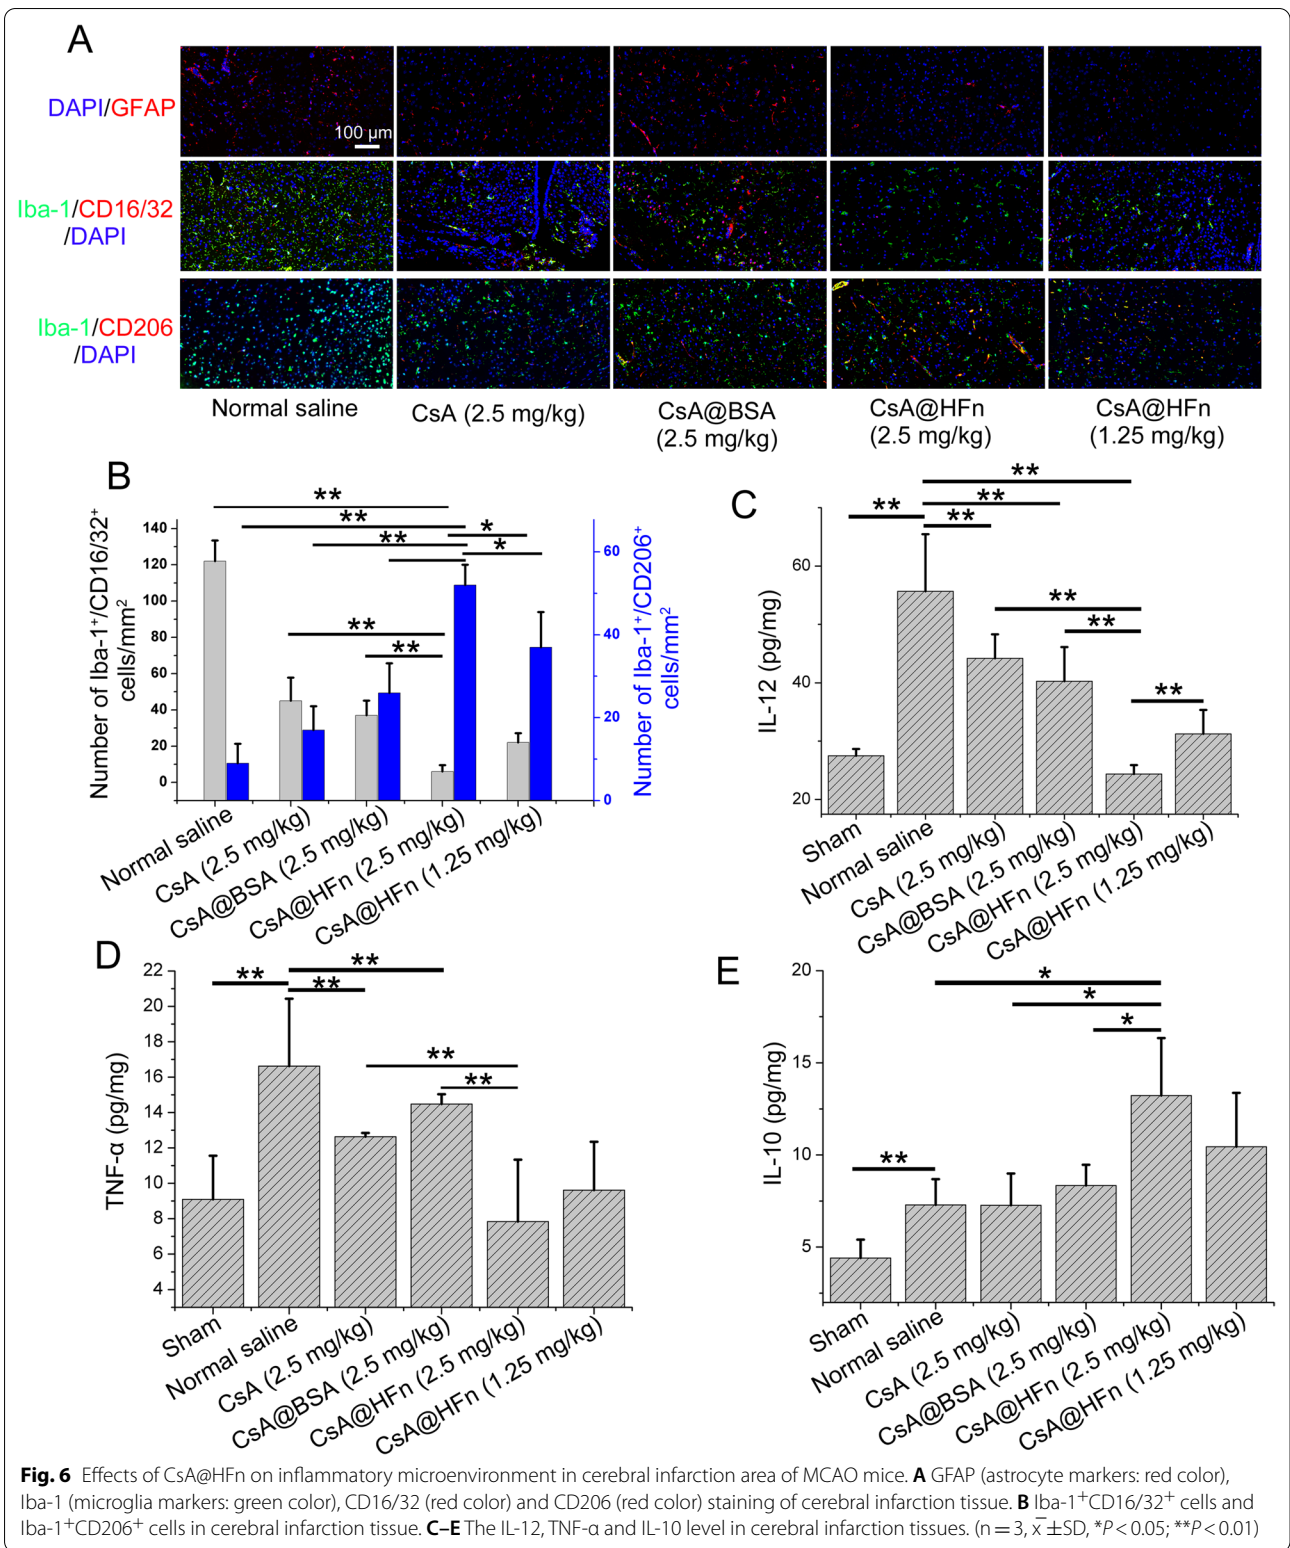 A
DAPI/GFAP
100 μm
Iba-1/CD16/32
/DAPI
Iba-1/CD206
/DAPI
Normal saline
CsA (2.5 mg/kg)
CsA@BSA
(2.5 mg/kg)
CsA@HFn
(2.5 mg/kg)
CsA@HFn
(1.25 mg/kg)
B
Number of Iba-1⁺/CD16/32⁺
cells/mm²
140
120
100
80
60
40
20
0
**
**
**
*
*
**
**
60
40
20
0
Number of Iba-1⁺/CD206⁺
cells/mm²
Normal saline
CsA (2.5 mg/kg)
CsA@BSA (2.5 mg/kg)
CsA@HFn (2.5 mg/kg)
CsA@HFn (1.25 mg/kg)
C
IL-12 (pg/mg)
60
40
20
**
**
**
**
**
**
**
Sham
Normal saline
CsA (2.5 mg/kg)
CsA@BSA (2.5 mg/kg)
CsA@HFn (2.5 mg/kg)
CsA@HFn (1.25 mg/kg)
D
TNF-α (pg/mg)
22
20
18
16
14
12
10
8
6
4
**
**
**
**
**
Sham
Normal saline
CsA (2.5 mg/kg)
CsA@BSA (2.5 mg/kg)
CsA@HFn (2.5 mg/kg)
CsA@HFn (1.25 mg/kg)
E
IL-10 (pg/mg)
20
15
10
5
*
*
*
**
Sham
Normal saline
CsA (2.5 mg/kg)
CsA@BSA (2.5 mg/kg)
CsA@HFn (2.5 mg/kg)
CsA@HFn (1.25 mg/kg)
Fig. 6 Effects of CsA@HFn on inflammatory microenvironment in cerebral infarction area of MCAO mice. A GFAP (astrocyte markers: red color),
Iba-1 (microglia markers: green color), CD16/32 (red color) and CD206 (red color) staining of cerebral infarction tissue. B Iba-1⁺CD16/32⁺ cells and
Iba-1⁺CD206⁺ cells in cerebral infarction tissue. C–E The IL-12, TNF-α and IL-10 level in cerebral infarction tissues. (n = 3, x̄ ±SD, *P < 0.05; **P < 0.01)